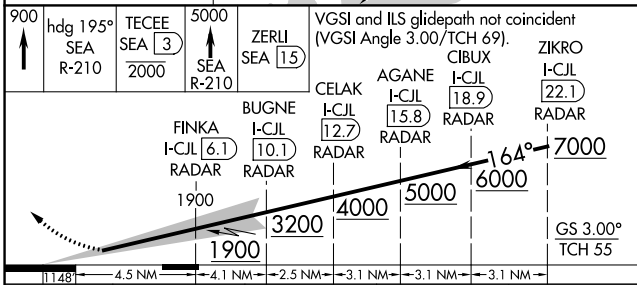 900
hdg 195°
SEA
R-210
TECEE
SEA 3
2000
5000
SEA
R-210
ZERLI
SEA 15
VGSI and ILS glidepath not coincident
(VGSI Angle 3.00/TCH 69).
ZIKRO
I-CJL
22.1
RADAR
CIBUX
I-CJL
18.9
RADAR
AGANE
I-CJL
15.8
RADAR
CELAK
I-CJL
12.7
RADAR
BUGNE
I-CJL
10.1
RADAR
FINKA
I-CJL 6.1
RADAR
1900
164°
7000
6000
5000
4000
3200
1900
GS 3.00°
TCH 55
1148'
4.5 NM
4.1 NM
2.5 NM
3.1 NM
3.1 NM
3.1 NM